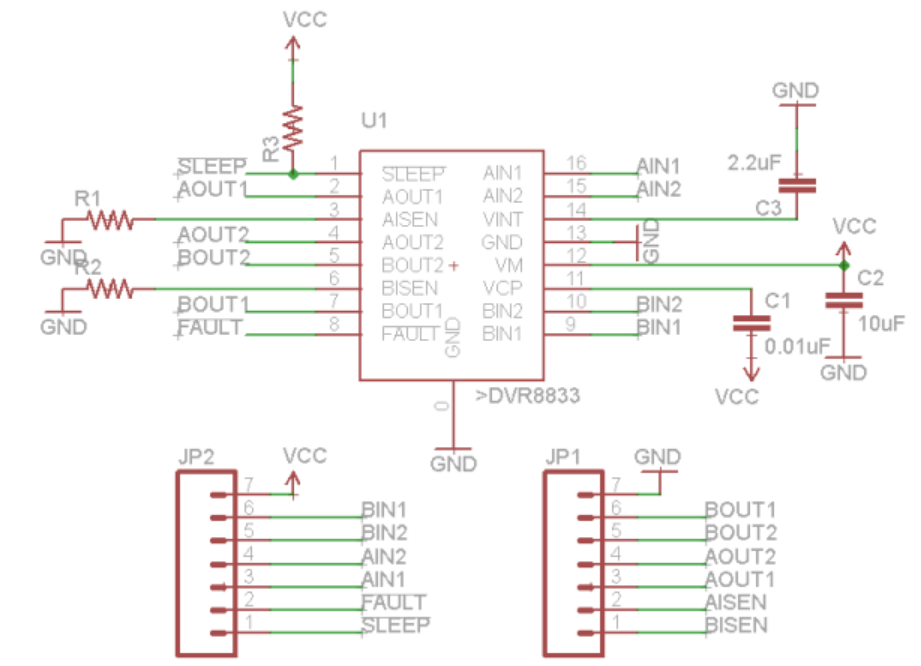 VCC
R3
U1
GND
2.2uF
C3
SLEEP 1 SLEEP AIN1 16 AIN1
AOUT1 2 AOUT1 AIN2 15 AIN2
R1 3 AISEN VINT 14
GND
AOUT2 4 AOUT2 GND 13 GND
BOUT2 5 BOUT2 VM 12 VCC
R2 6 BISEN VCP 11
GND
BOUT1 7 BOUT1 BIN2 10 BIN2
FAULT 8 FAULT BIN1 9 BIN1
GND
C1
0.01uF
VCC
C2
10uF
GND
0
>DVR8833
GND
JP2
VCC
7
6 BIN1
5 BIN2
4 AIN2
3 AIN1
2 FAULT
1 SLEEP
JP1
GND
7
6 BOUT1
5 BOUT2
4 AOUT2
3 AOUT1
2 AISEN
1 BISEN